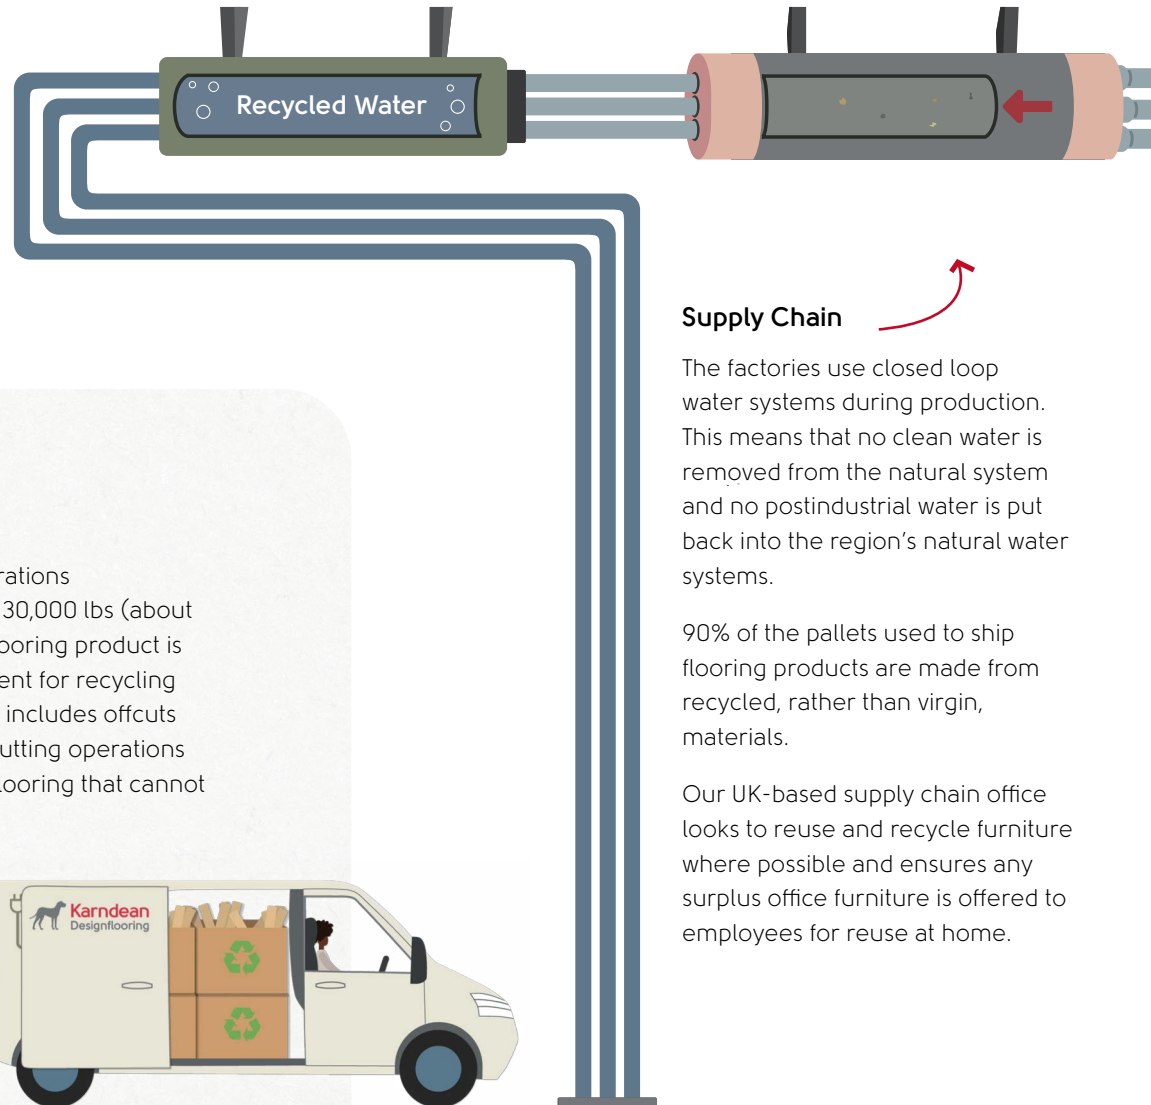 Recycled Water
Supply Chain
The factories use closed loop
water systems during production.
This means that no clean water is
removed from the natural system
and no postindustrial water is put
back into the region's natural water
systems.
90% of the pallets used to ship
flooring products are made from
recycled, rather than virgin,
materials.
Our UK-based supply chain office
looks to reuse and recycle furniture
where possible and ensures any
surplus office furniture is offered to
employees for reuse at home.
rations
30,000 lbs (about
ooring product is
ent for recycling
includes offcuts
utting operations
looring that cannot
Karndean
Designflooring